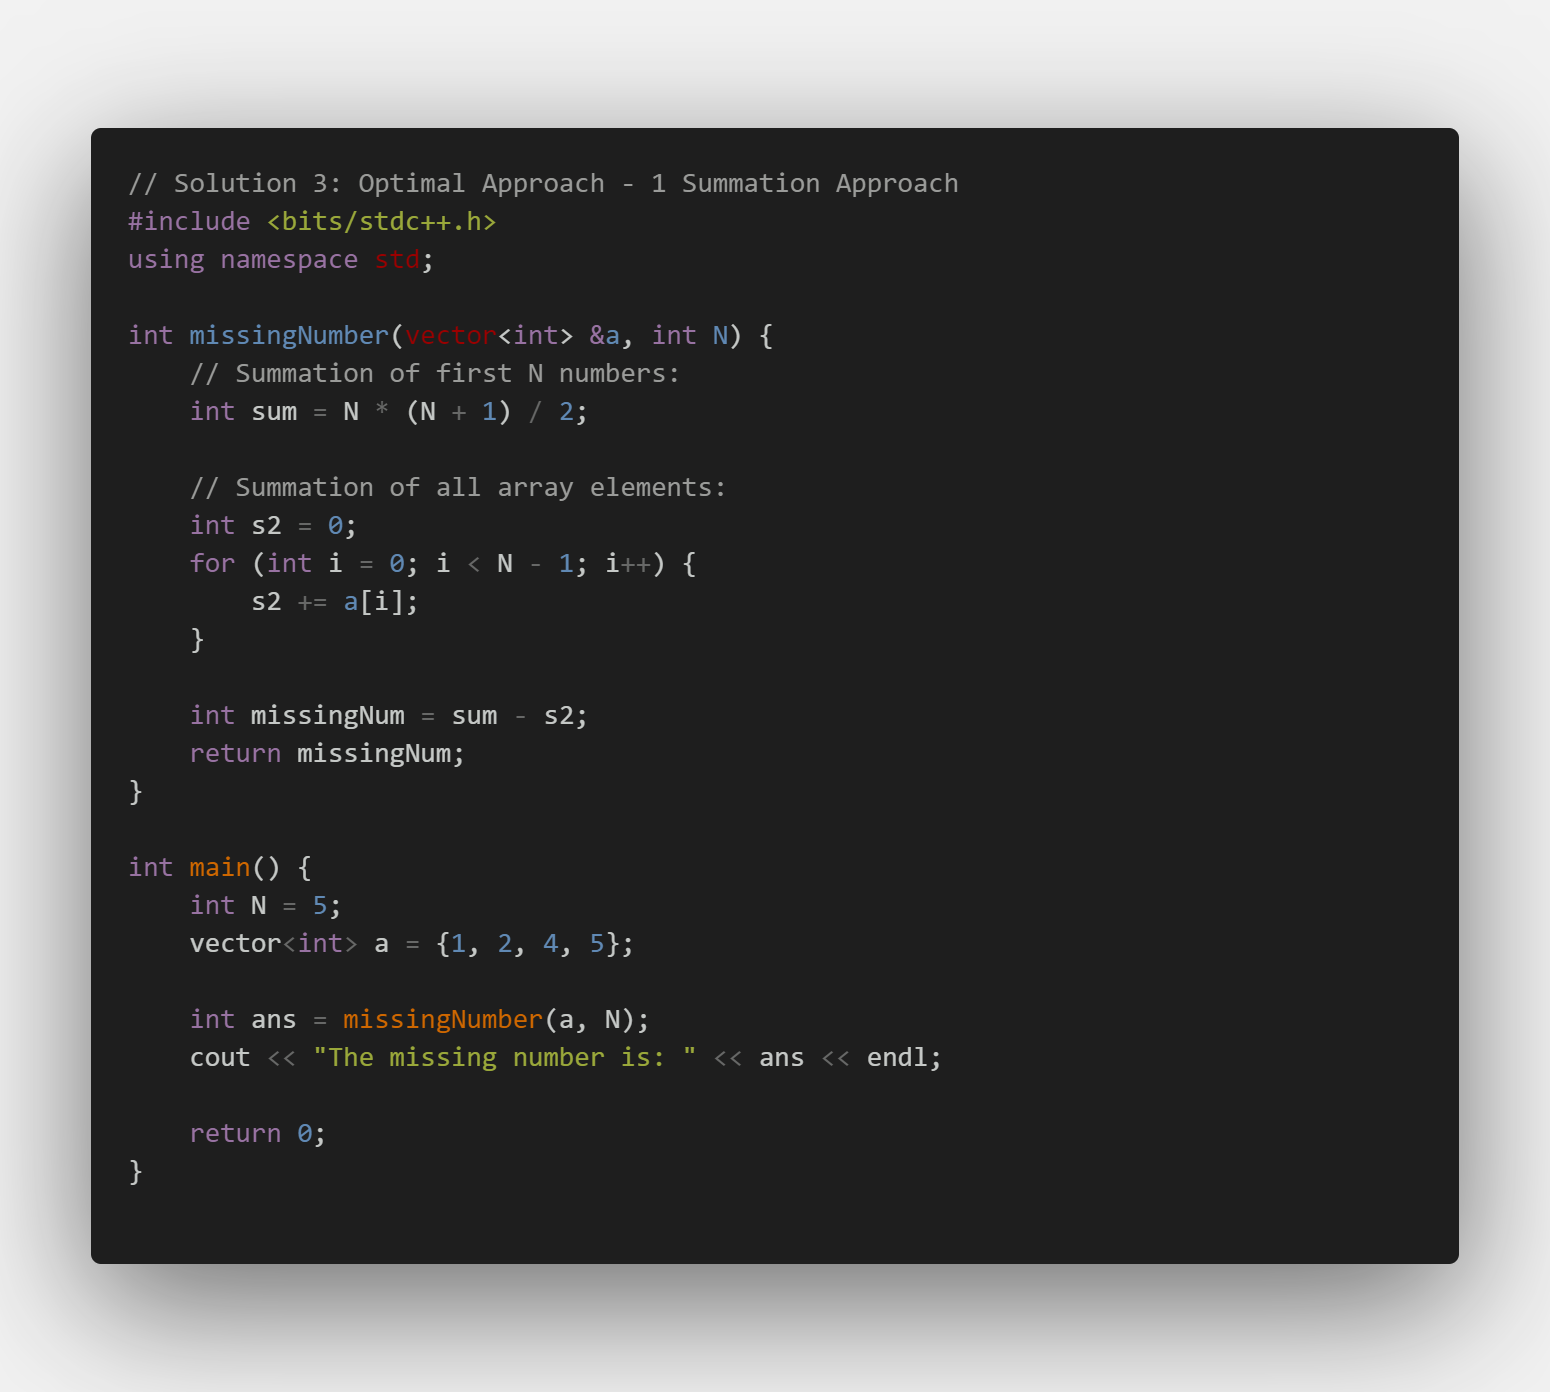 // Solution 3: Optimal Approach - 1 Summation Approach
#include <bits/stdc++.h>
using namespace std;

int missingNumber(vector<int> &a, int N) {
    // Summation of first N numbers:
    int sum = N * (N + 1) / 2;

    // Summation of all array elements:
    int s2 = 0;
    for (int i = 0; i < N - 1; i++) {
        s2 += a[i];
    }

    int missingNum = sum - s2;
    return missingNum;
}

int main() {
    int N = 5;
    vector<int> a = {1, 2, 4, 5};

    int ans = missingNumber(a, N);
    cout << "The missing number is: " << ans << endl;

    return 0;
}